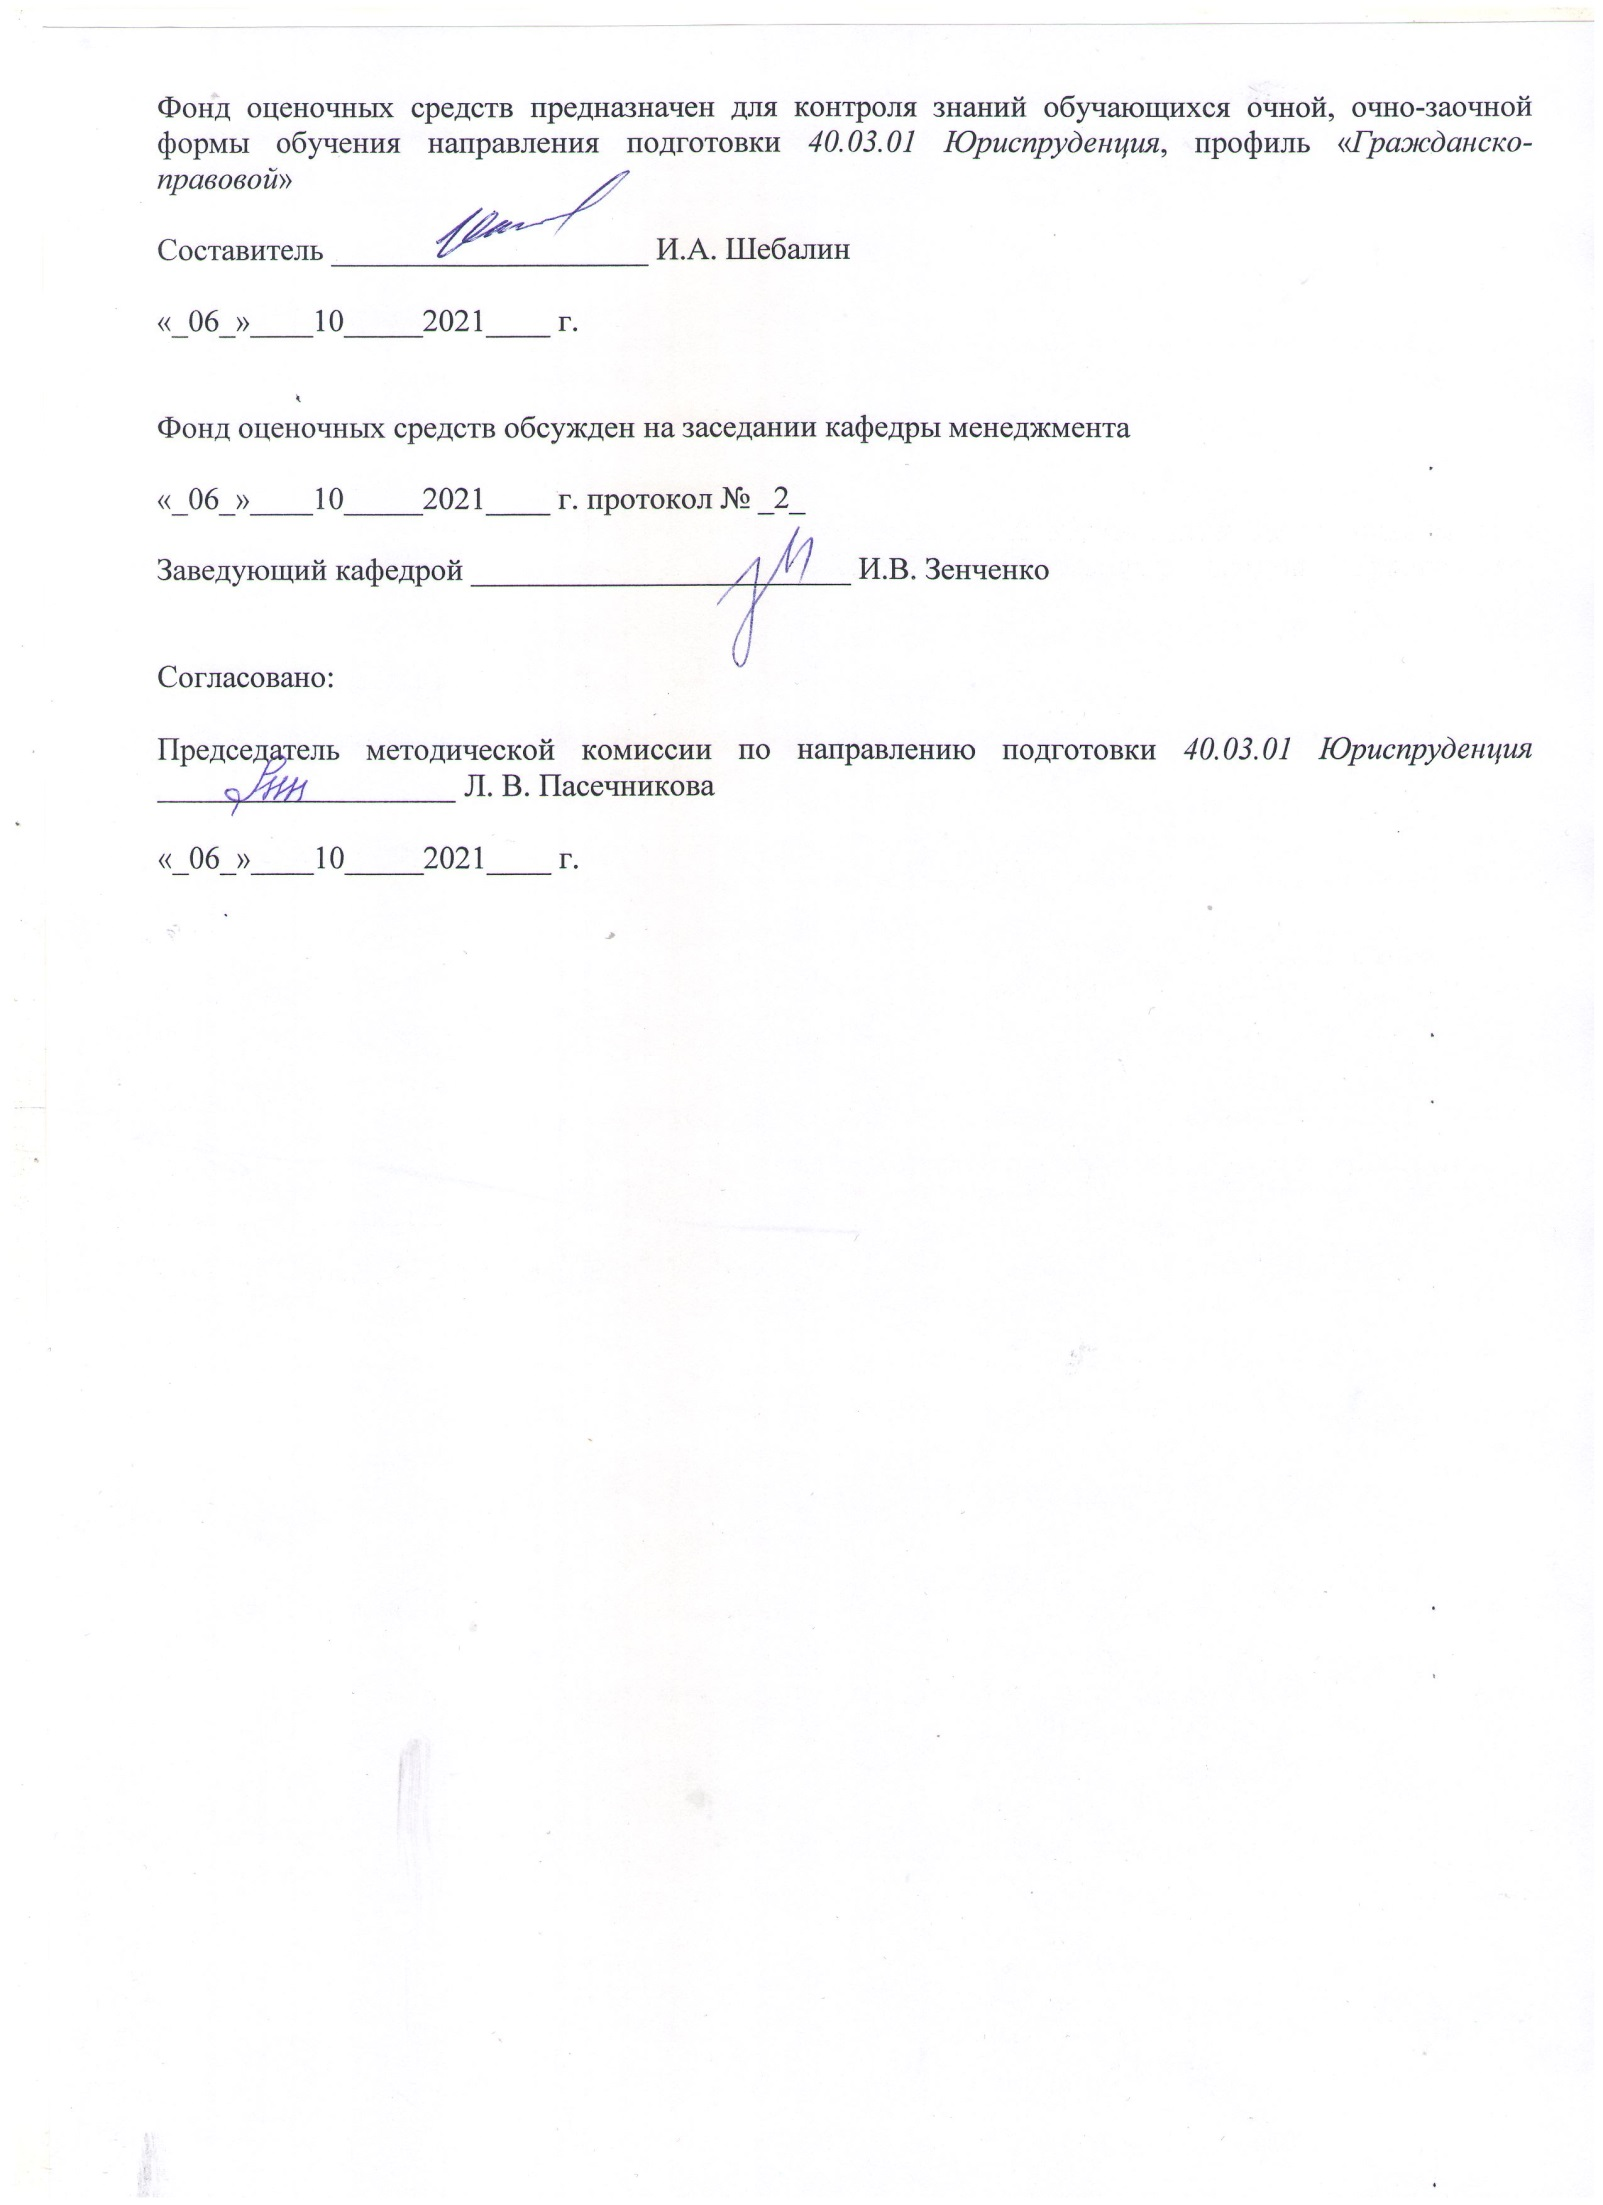 Фонд оценочных средств предназначен для контроля знаний обучающихся очной, очно-заочной
формы обучения направления подготовки 40.03.01 Юриспруденция, профиль «Гражданско-
правовой»
Составитель ____________________ И.А. Шебалин
«_06_»____10_____2021____ г.
Фонд оценочных средств обсужден на заседании кафедры менеджмента
«_06_»____10_____2021____ г. протокол № _2_
Заведующий кафедрой ________________________ И.В. Зенченко
Согласовано:
Председатель методической комиссии по направлению подготовки 40.03.01 Юриспруденция
___________________ Л. В. Пасечникова
«_06_»____10_____2021____ г.